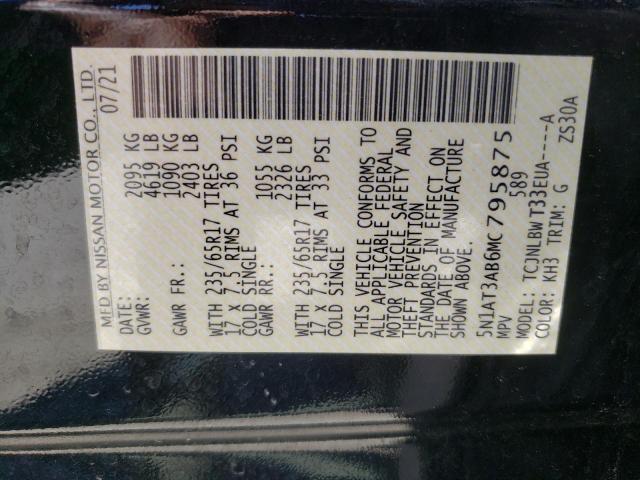 MFD BY NISSAN MOTOR CO., LTD.
DATE: 07/21
GVWR: 2095 KG
4619 LB
GAWR FR.: 1090 KG
2403 LB
WITH 235/65R17 TIRES
17 x 7.5 RIMS AT 36 PSI
COLD SINGLE
GAWR RR.: 1055 KG
2326 LB
WITH 235/65R17 TIRES
17 x 7.5 RIMS AT 33 PSI
COLD SINGLE
THIS VEHICLE CONFORMS TO
ALL APPLICABLE FEDERAL
MOTOR VEHICLE SAFETY AND
THEFT PREVENTION
STANDARDS IN EFFECT ON
THE DATE OF MANUFACTURE
SHOWN ABOVE.
5N1AT3AB6MC795875
MPV 589
MODEL: TCJNLBWT33EUA----A
COLOR: KH3 TRIM: G ZS30A